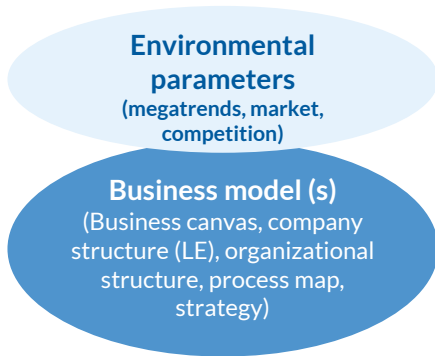 Environmental
parameters
(megatrends, market,
competition)
Business model (s)
(Business canvas, company
structure (LE), organizational
structure, process map,
strategy)